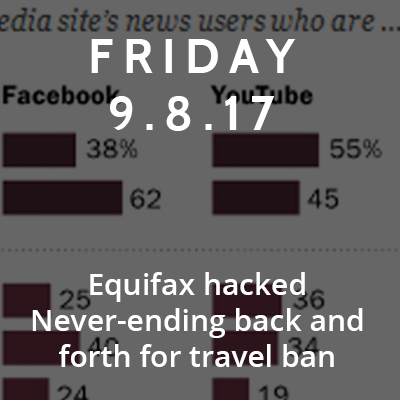 edia site's news users who are ...
FRIDAY
Facebook YouTube
9.8.17
38% 55%
62 45
Equifax hacked
25 36
Never-ending back and
40 34
forth for travel ban
24 19